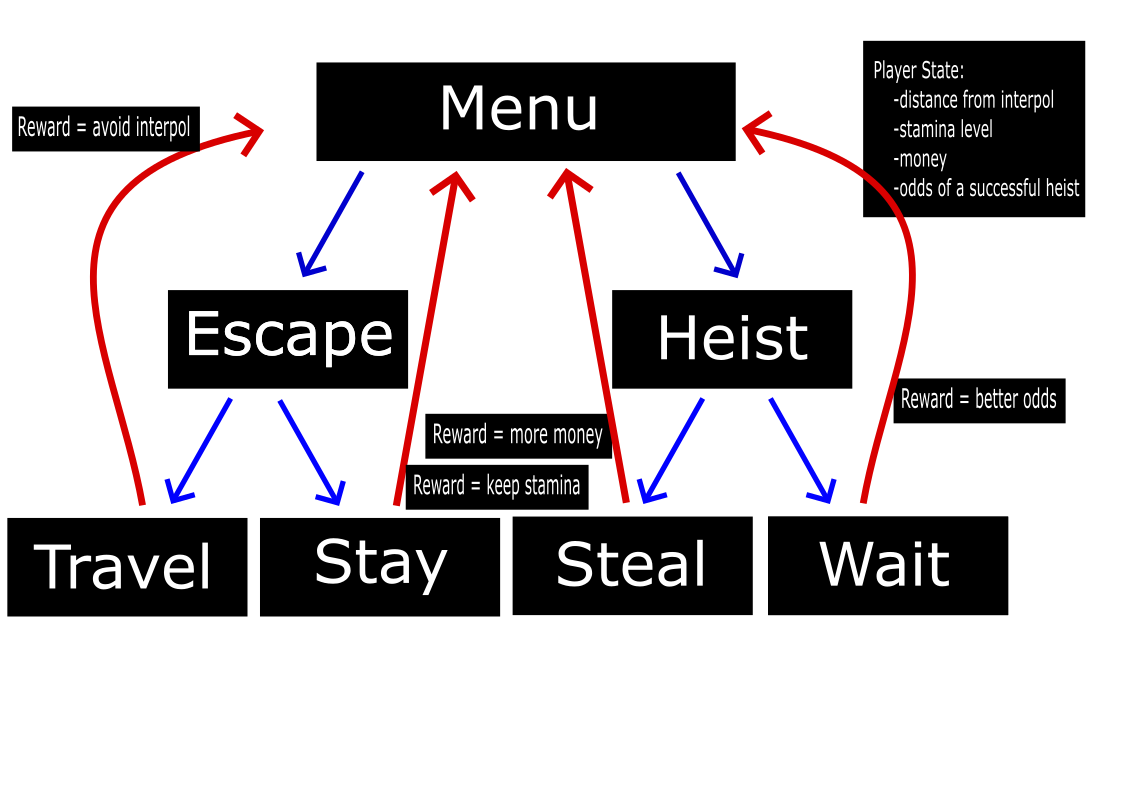 Menu
Player State:
-distance from interpol
-stamina level
-money
-odds of a successful heist
Reward = avoid interpol
Escape
Heist
Reward = better odds
Reward = more money
Reward = keep stamina
Travel
Stay
Steal
Wait